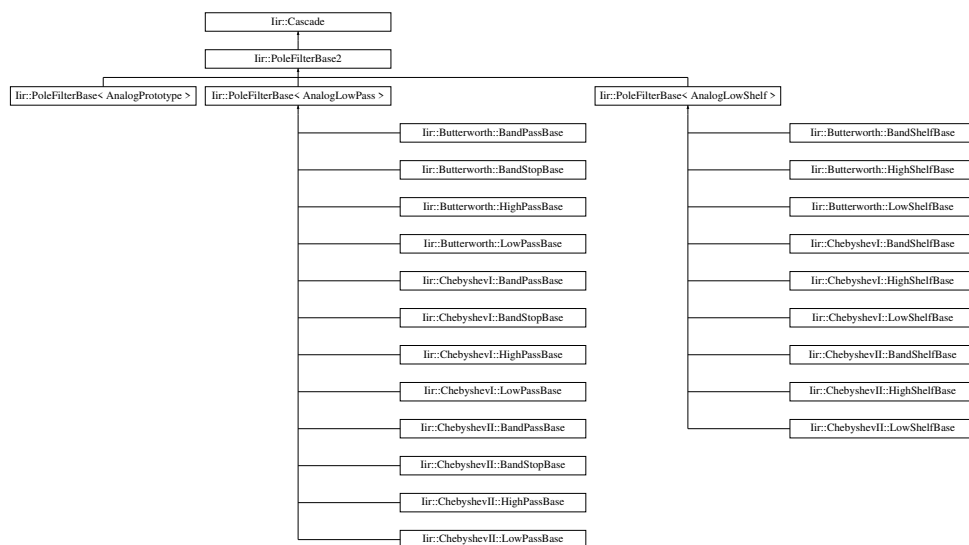 Iir::Cascade
Iir::PoleFilterBase2
Iir::PoleFilterBase< AnalogPrototype >
Iir::PoleFilterBase< AnalogLowPass >
Iir::PoleFilterBase< AnalogLowShelf >
Iir::Butterworth::BandPassBase
Iir::Butterworth::BandShelfBase
Iir::Butterworth::BandStopBase
Iir::Butterworth::HighShelfBase
Iir::Butterworth::HighPassBase
Iir::Butterworth::LowShelfBase
Iir::Butterworth::LowPassBase
Iir::ChebyshevI::BandShelfBase
Iir::ChebyshevI::BandPassBase
Iir::ChebyshevI::HighShelfBase
Iir::ChebyshevI::BandStopBase
Iir::ChebyshevI::LowShelfBase
Iir::ChebyshevI::HighPassBase
Iir::ChebyshevII::BandShelfBase
Iir::ChebyshevI::LowPassBase
Iir::ChebyshevII::HighShelfBase
Iir::ChebyshevII::BandPassBase
Iir::ChebyshevII::LowShelfBase
Iir::ChebyshevII::BandStopBase
Iir::ChebyshevII::HighPassBase
Iir::ChebyshevII::LowPassBase